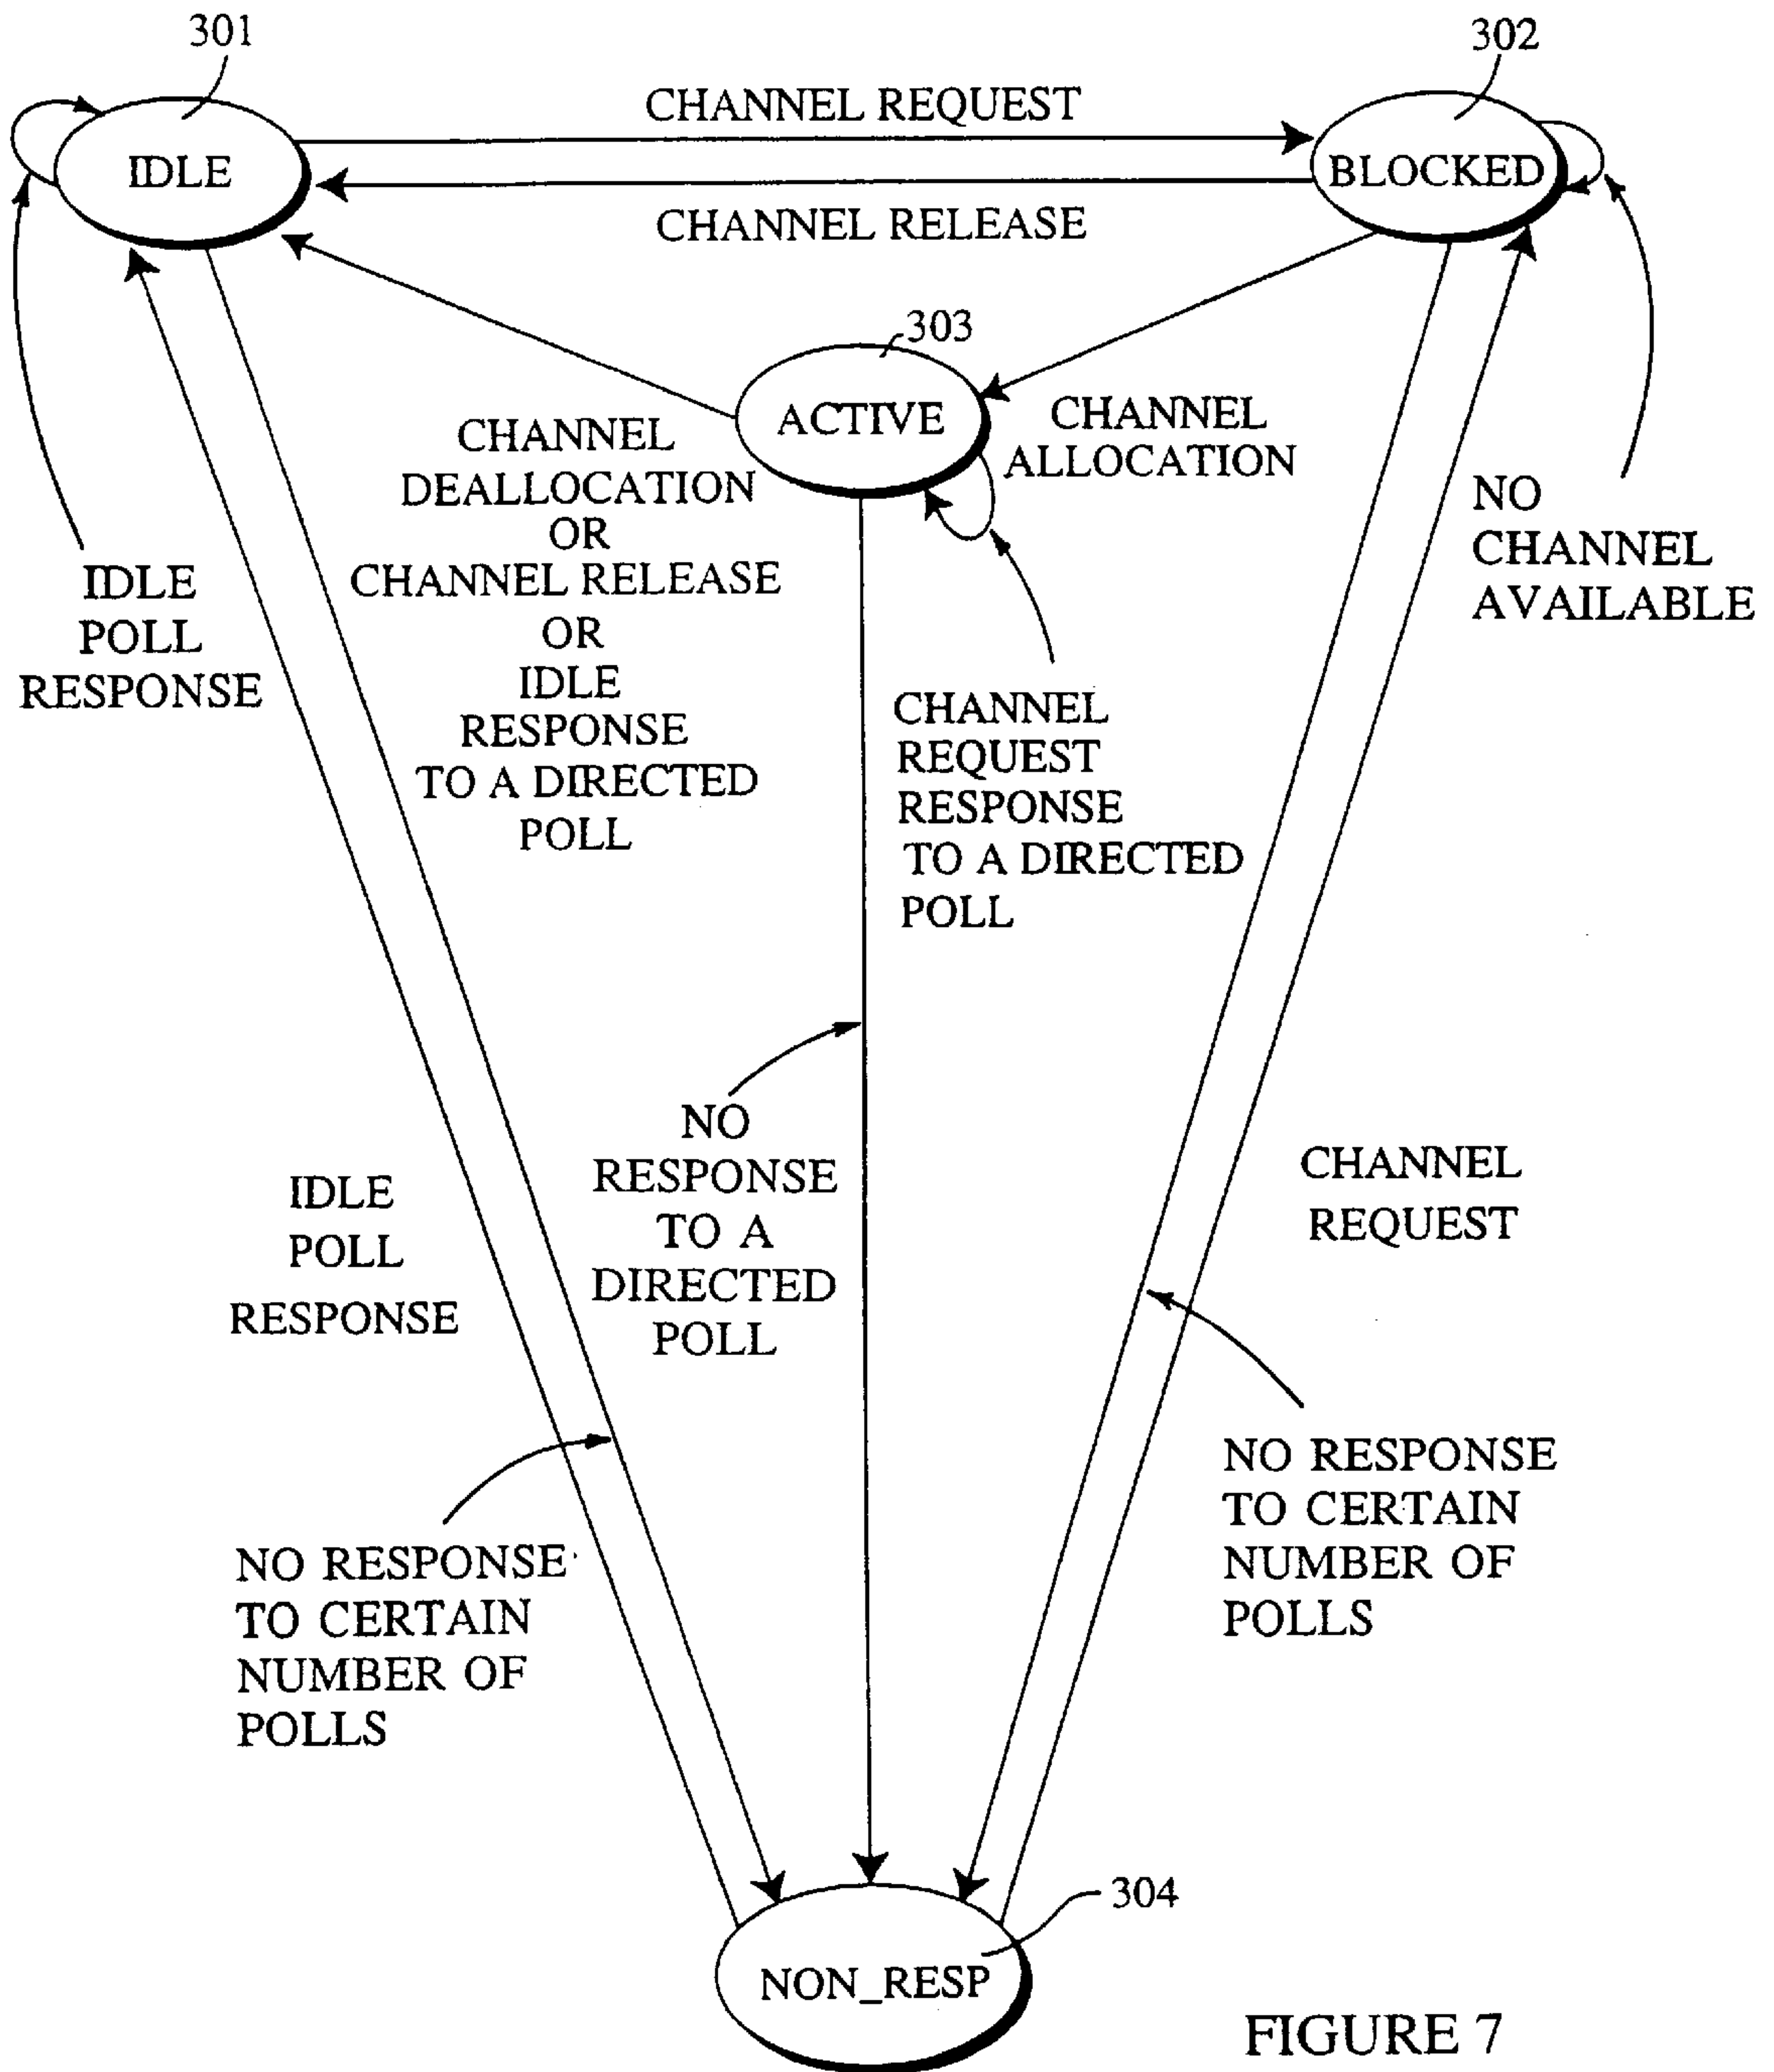 301
302
CHANNEL REQUEST
IDLE
BLOCKED
CHANNEL RELEASE
303
ACTIVE
CHANNEL
ALLOCATION
CHANNEL
DEALLOCATION
OR
CHANNEL RELEASE
OR
IDLE
RESPONSE
TO A DIRECTED
POLL
NO
CHANNEL
AVAILABLE
IDLE
POLL
RESPONSE
CHANNEL
REQUEST
RESPONSE
TO A DIRECTED
POLL
NO
RESPONSE
TO A
DIRECTED
POLL
IDLE
POLL
RESPONSE
CHANNEL
REQUEST
NO RESPONSE
TO CERTAIN
NUMBER OF
POLLS
NO RESPONSE
TO CERTAIN
NUMBER OF
POLLS
304
NON_RESP
FIGURE 7